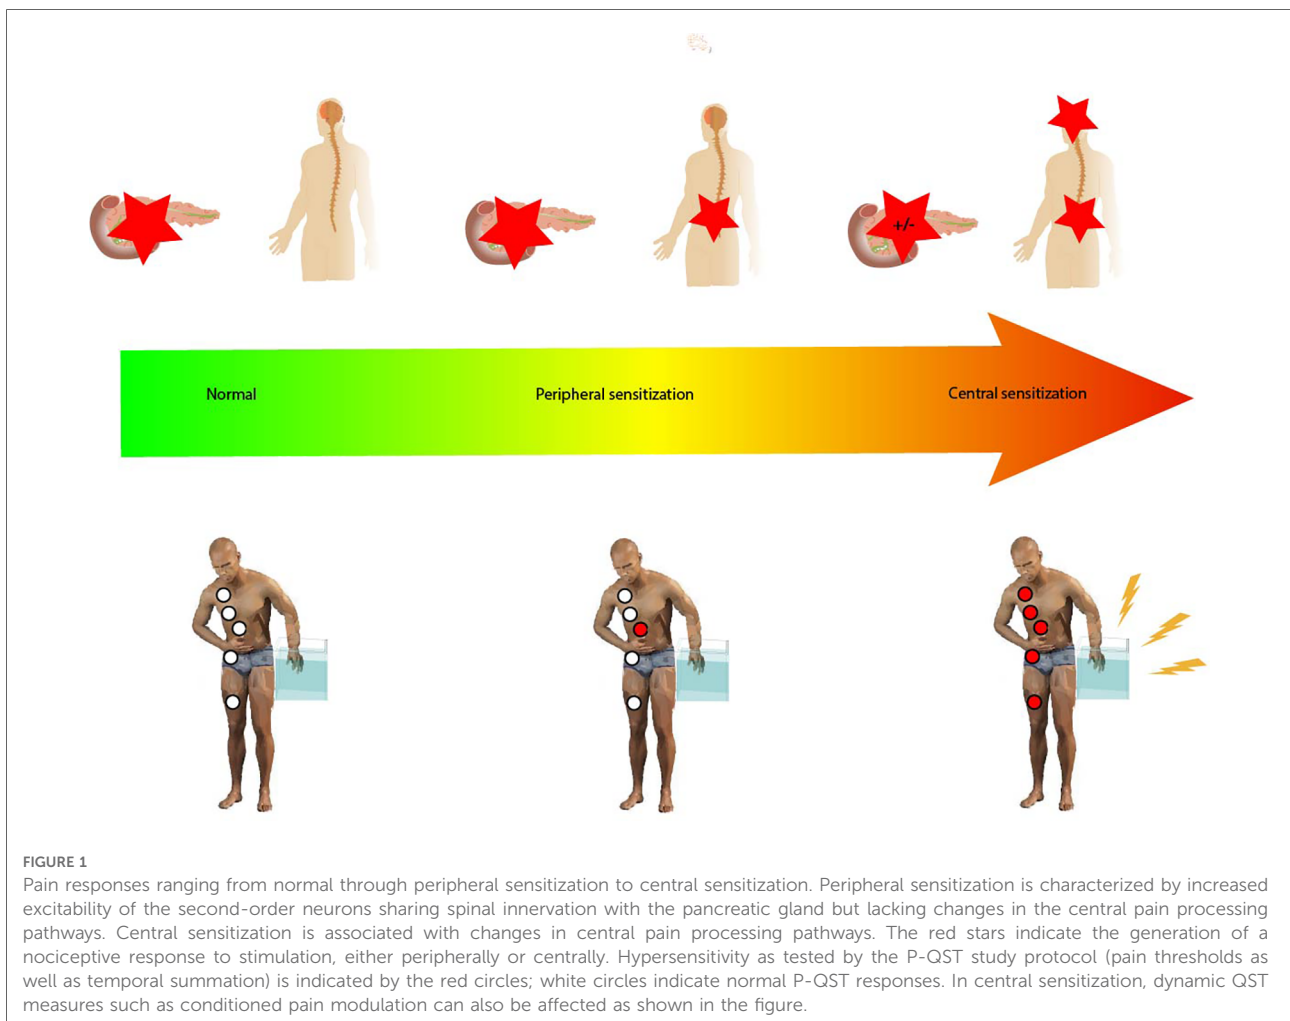 +/-
Normal
Peripheral sensitization
Central sensitization
FIGURE 1
Pain responses ranging from normal through peripheral sensitization to central sensitization. Peripheral sensitization is characterized by increased
excitability of the second-order neurons sharing spinal innervation with the pancreatic gland but lacking changes in the central pain processing
pathways. Central sensitization is associated with changes in central pain processing pathways. The red stars indicate the generation of a
nociceptive response to stimulation, either peripherally or centrally. Hypersensitivity as tested by the P-QST study protocol (pain thresholds as
well as temporal summation) is indicated by the red circles; white circles indicate normal P-QST responses. In central sensitization, dynamic QST
measures such as conditioned pain modulation can also be affected as shown in the figure.